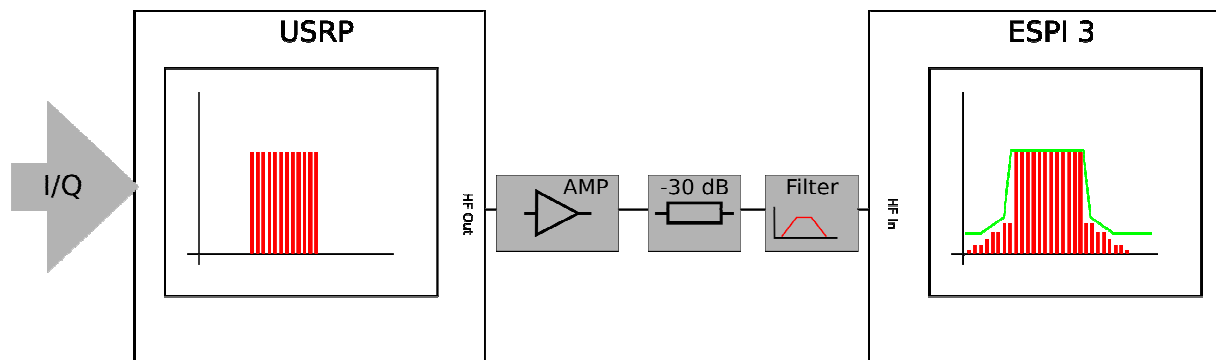 USRP
ESPI 3
I/Q
HF Out
AMP
-30 dB
Filter
HF In